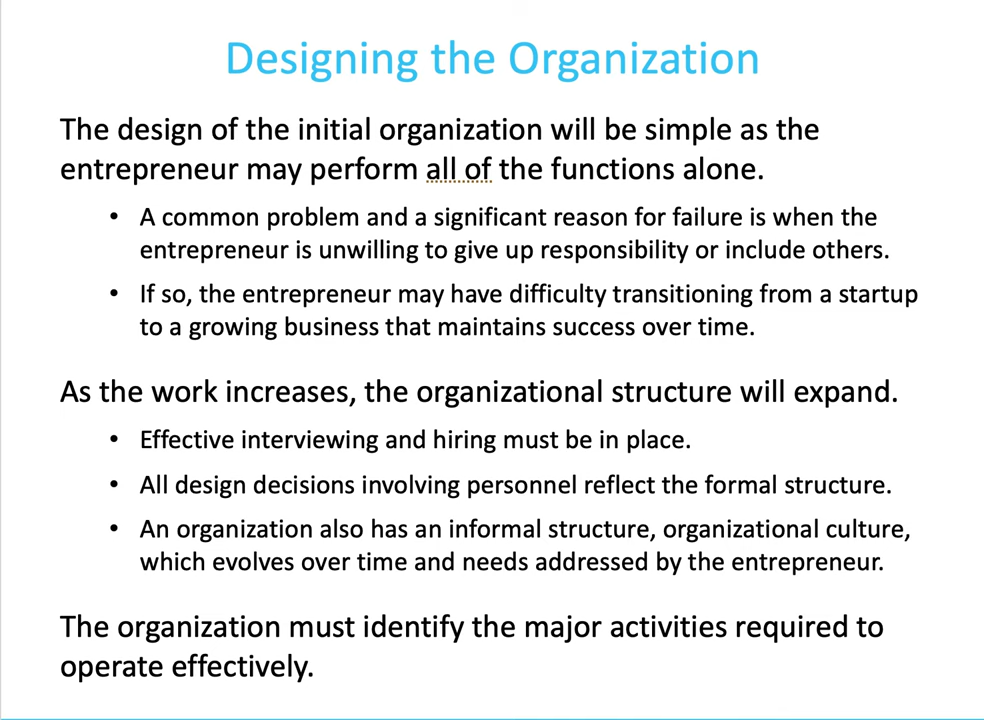 Designing the Organization
The design of the initial organization will be simple as the
entrepreneur may perform all of the functions alone.
• A common problem and a significant reason for failure is when the
entrepreneur is unwilling to give up responsibility or include others.
• If so, the entrepreneur may have difficulty transitioning from a startup
to a growing business that maintains success over time.
As the work increases, the organizational structure will expand.
• Effective interviewing and hiring must be in place.
• All design decisions involving personnel reflect the formal structure.
• An organization also has an informal structure, organizational culture,
which evolves over time and needs addressed by the entrepreneur.
The organization must identify the major activities required to
operate effectively.